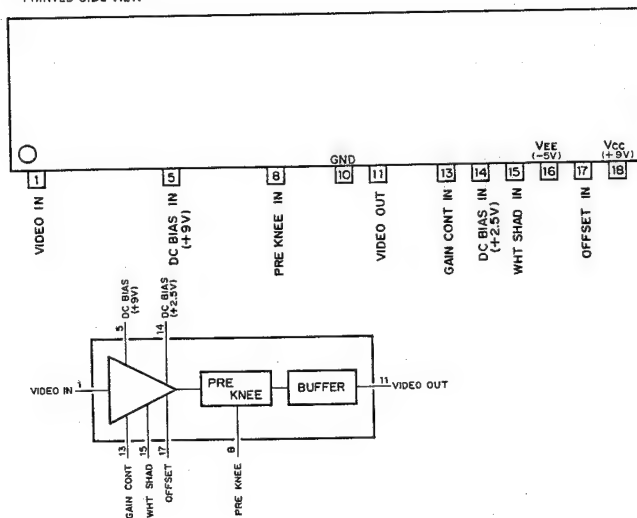 PRINTED SIDE VIEW
GND
VEE
(-5V)
VCC
(+9V)
1
5
8
10
11
13
14
15
16
17
18
VIDEO IN
DC BIAS IN
(+9V)
PRE KNEE IN
VIDEO OUT
GAIN CONT IN
DC BIAS IN
(+2.5V)
WHT SHAD IN
OFFSET IN
5 DC BIAS
(+9V)
14 DC BIAS
(+2.5V)
VIDEO IN 1
PRE
KNEE
BUFFER
11 VIDEO OUT
13
15
17
8
GAIN CONT
WHT SHAD
OFFSET
PRE KNEE